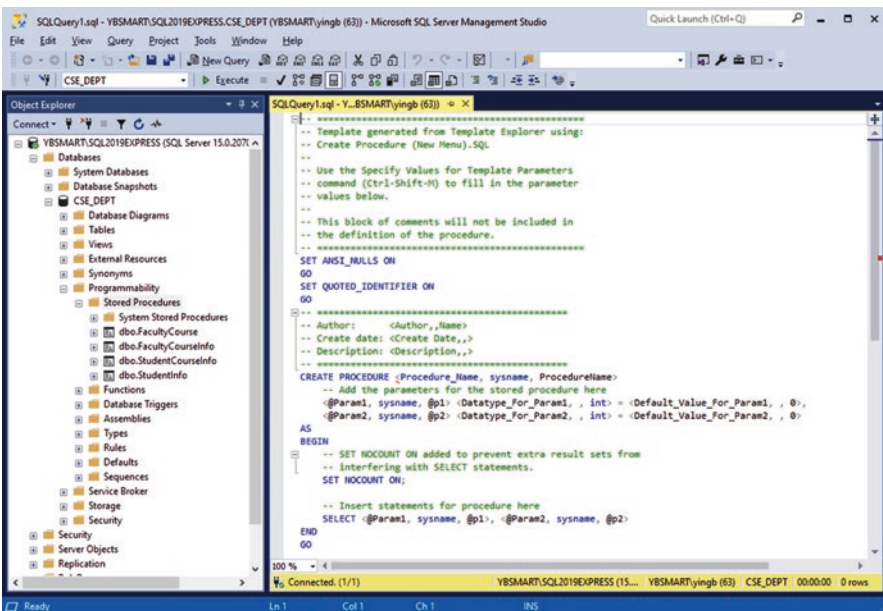 SQLQuery1.sql - YBSMART\SQL2019EXPRESS.CSE_DEPT (YBSMART\yingb (63)) - Microsoft SQL Server Management Studio
Quick Launch (Ctrl+Q)
File Edit View Query Project Tools Window Help
New Query
CSE_DEPT
Execute
Object Explorer
Connect
YBSMART\SQL2019EXPRESS (SQL Server 15.0.207(
Databases
System Databases
Database Snapshots
CSE_DEPT
Database Diagrams
Tables
Views
External Resources
Synonyms
Programmability
Stored Procedures
System Stored Procedures
dbo.FacultyCourse
dbo.FacultyCourseInfo
dbo.StudentCourseInfo
dbo.StudentInfo
Functions
Database Triggers
Assemblies
Types
Rules
Defaults
Sequences
Service Broker
Storage
Security
Security
Server Objects
Replication
SQLQuery1.sql - Y...BSMART\yingb (63))
-- ================================================
-- Template generated from Template Explorer using:
-- Create Procedure (New Menu).SQL
--
-- Use the Specify Values for Template Parameters
-- command (Ctrl-Shift-M) to fill in the parameter
-- values below.
--
-- This block of comments will not be included in
-- the definition of the procedure.
-- ================================================
SET ANSI_NULLS ON
GO
SET QUOTED_IDENTIFIER ON
GO
-- =============================================
-- Author: <Author,,Name>
-- Create date: <Create Date,,>
-- Description: <Description,,>
-- =============================================
CREATE PROCEDURE <Procedure_Name, sysname, ProcedureName>
-- Add the parameters for the stored procedure here
<@Param1, sysname, @p1> <Datatype_For_Param1, , int> = <Default_Value_For_Param1, , 0>,
<@Param2, sysname, @p2> <Datatype_For_Param2, , int> = <Default_Value_For_Param2, , 0>
AS
BEGIN
-- SET NOCOUNT ON added to prevent extra result sets from
-- interfering with SELECT statements.
SET NOCOUNT ON;
-- Insert statements for procedure here
SELECT <@Param1, sysname, @p1>, <@Param2, sysname, @p2>
END
GO
100 %
Connected. (1/1)
YBSMART\SQL2019EXPRESS (15.... YBSMART\yingb (63) CSE_DEPT 00:00:00 0 rows
Ready Ln 1 Col 1 Ch 1 INS